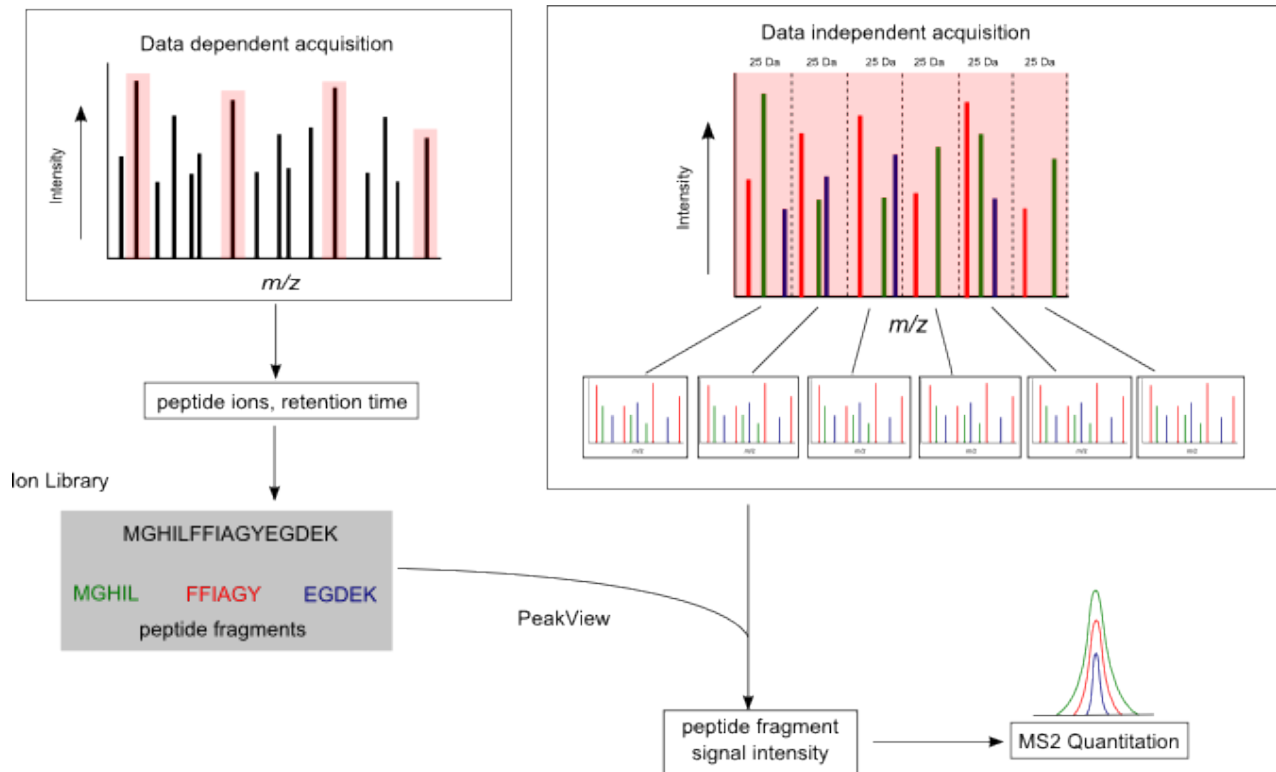 Data dependent acquisition
Intensity
m/z
peptide ions, retention time
Ion Library
MGHILFFIAGYEGDEK
MGHIL FFIAGY EGDEK
peptide fragments
Data independent acquisition
25 Da 25 Da 25 Da 25 Da 25 Da 25 Da
Intensity
m/z
m/z m/z m/z m/z m/z m/z
PeakView
peptide fragment
signal intensity
MS2 Quantitation